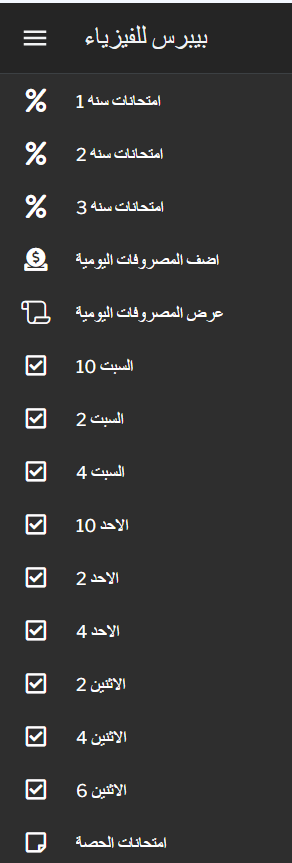 بيبرس للفيزياء
امتحانات سنه 1
امتحانات سنه 2
امتحانات سنه 3
اضف المصروفات اليومية
عرض المصروفات اليومية
السبت 10
السبت 2
السبت 4
الاحد 10
الاحد 2
الاحد 4
الاثنين 2
الاثنين 4
الاثنين 6
امتحانات الحصة